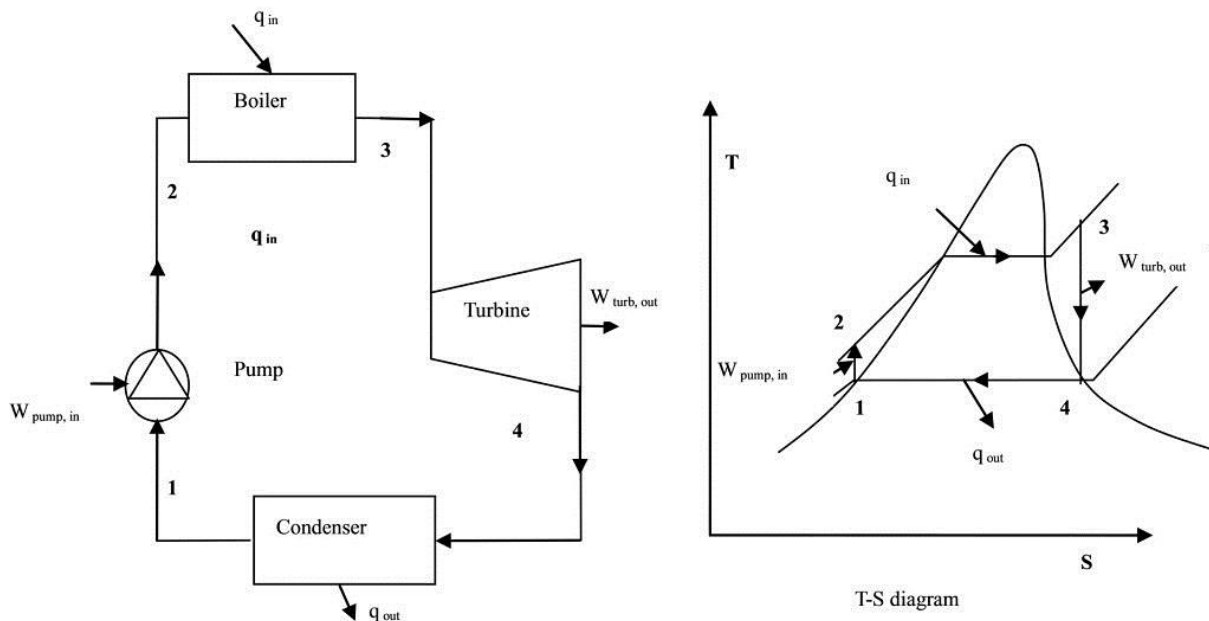 q in
Boiler
3
2
q in
Turbine
W turb, out
Pump
W pump, in
4
1
Condenser
q out
T
q in
3
W turb, out
2
W pump, in
1
4
q out
S
T-S diagram